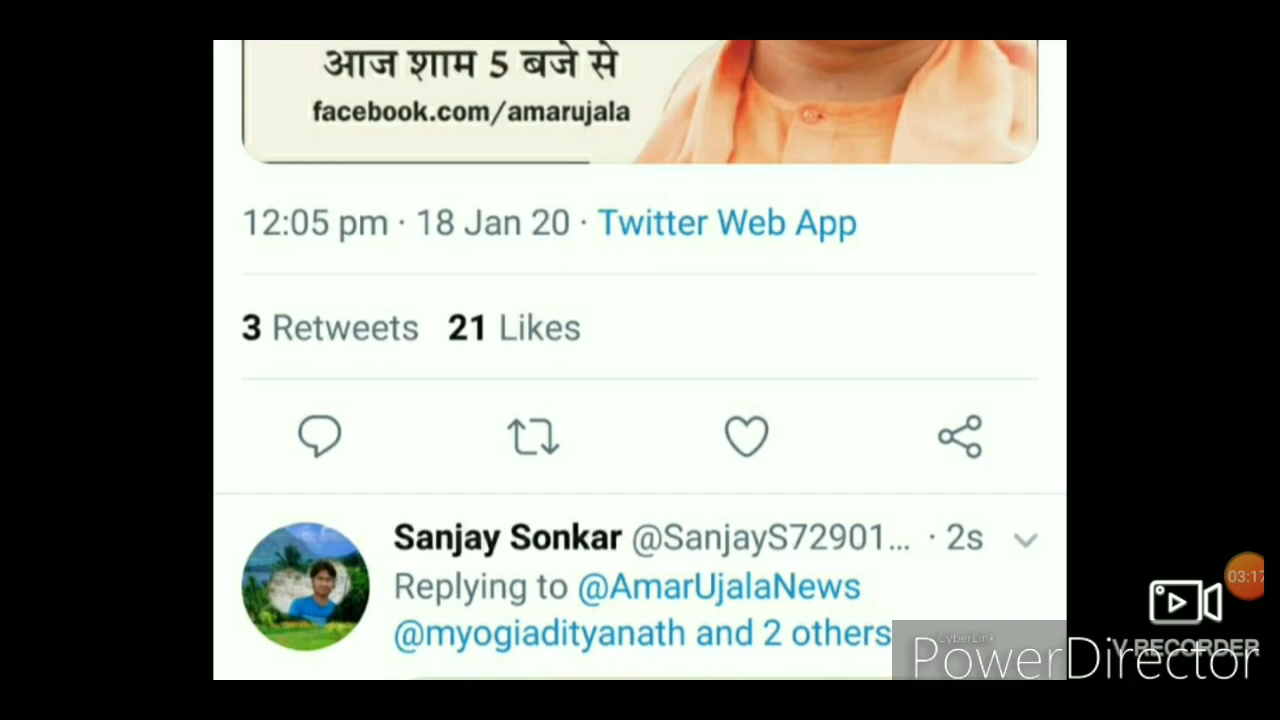 आज शाम 5 बजे से
facebook.com/amarujala
12:05 pm · 18 Jan 20 · Twitter Web App
3 Retweets 21 Likes
Sanjay Sonkar @SanjayS72901... · 2s
Replying to @AmarUjalaNews
@myogiadityanath and 2 others
03:17
V RECORDER
CyberLink
PowerDirector